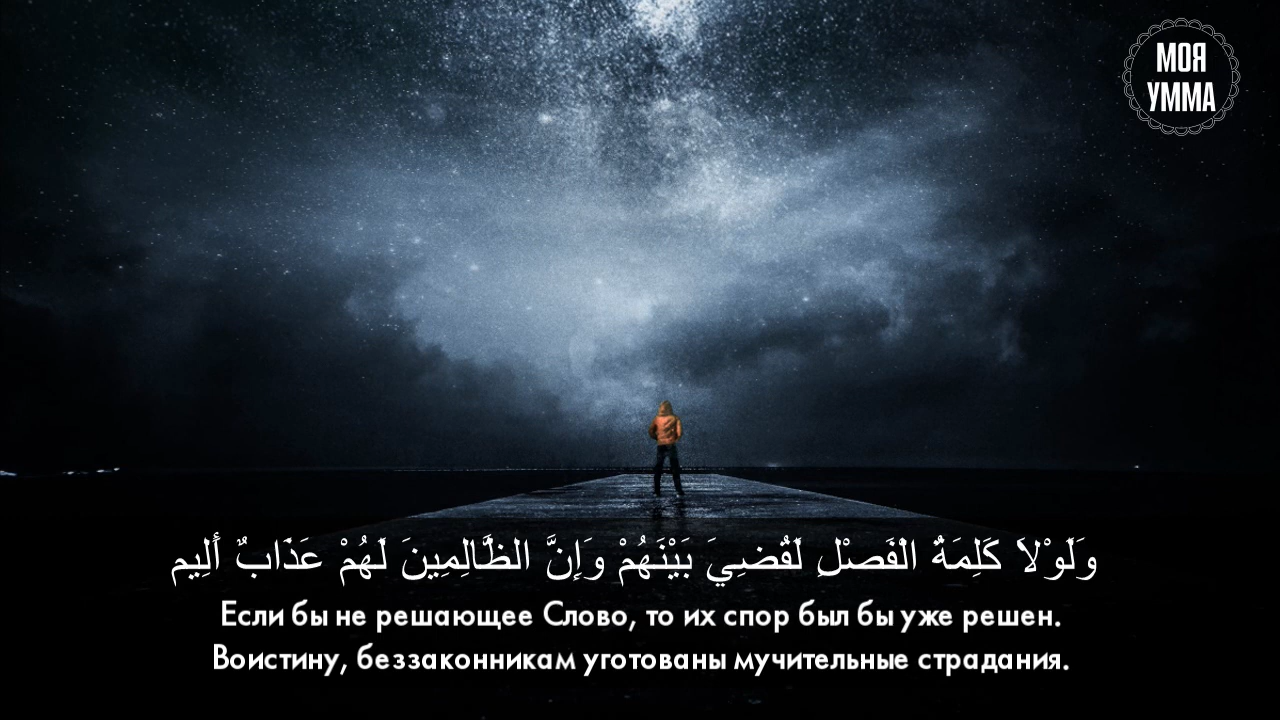 МОЯ
УММА
وَلَوْلاَ كَلِمَةُ الْفَصْلِ لَقُضِيَ بَيْنَهُمْ وَإِنَّ الظَّالِمِينَ لَهُمْ عَذَابٌ أَلِيم
Если бы не решающее Слово, то их спор был бы уже решен.
Воистину, беззаконникам уготованы мучительные страдания.